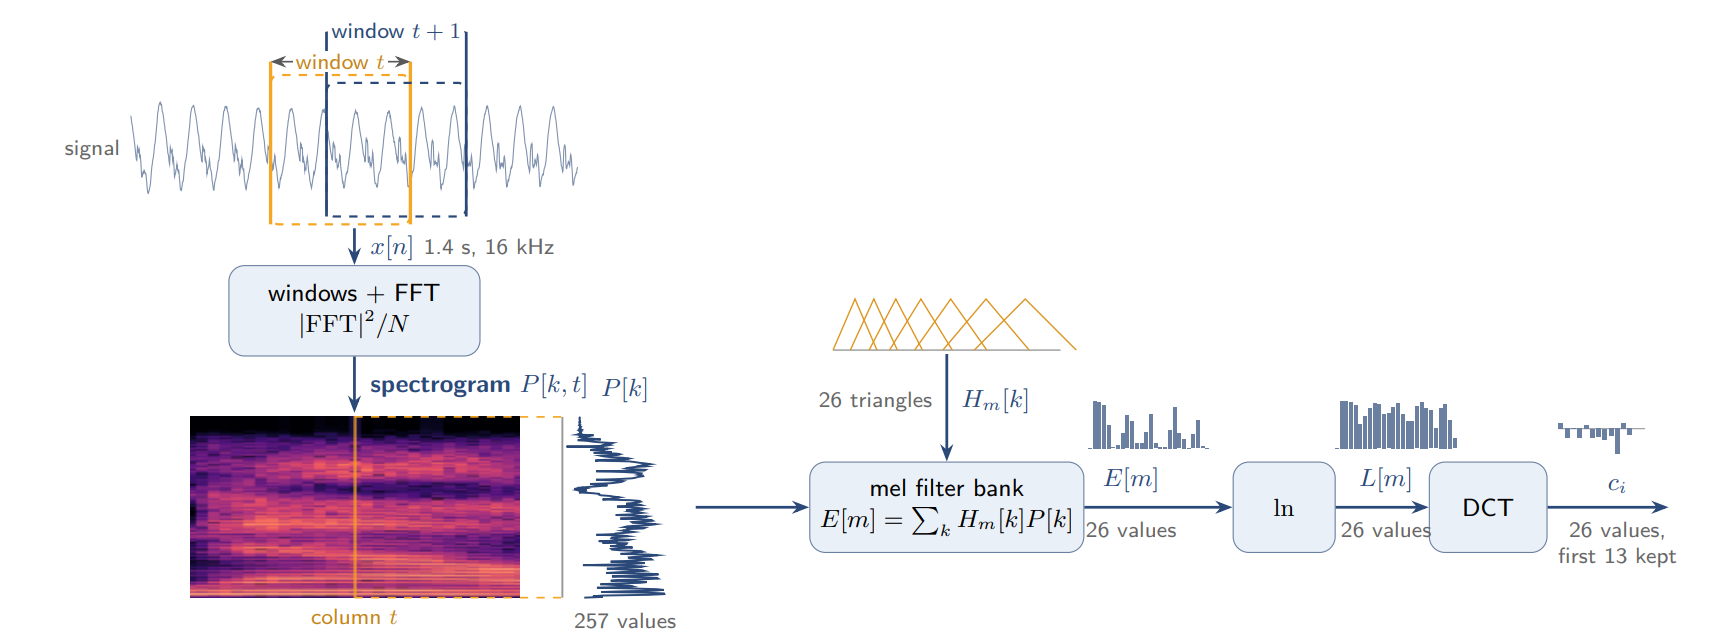 window t + 1
window t
signal
x[n] 1.4 s, 16 kHz
windows + FFT
|FFT|²/N
spectrogram P[k, t] P[k]
column t
257 values
26 triangles
H_m[k]
mel filter bank
E[m] = ∑_k H_m[k]P[k]
E[m]
26 values
ln
L[m]
26 values
DCT
c_i
26 values,
first 13 kept